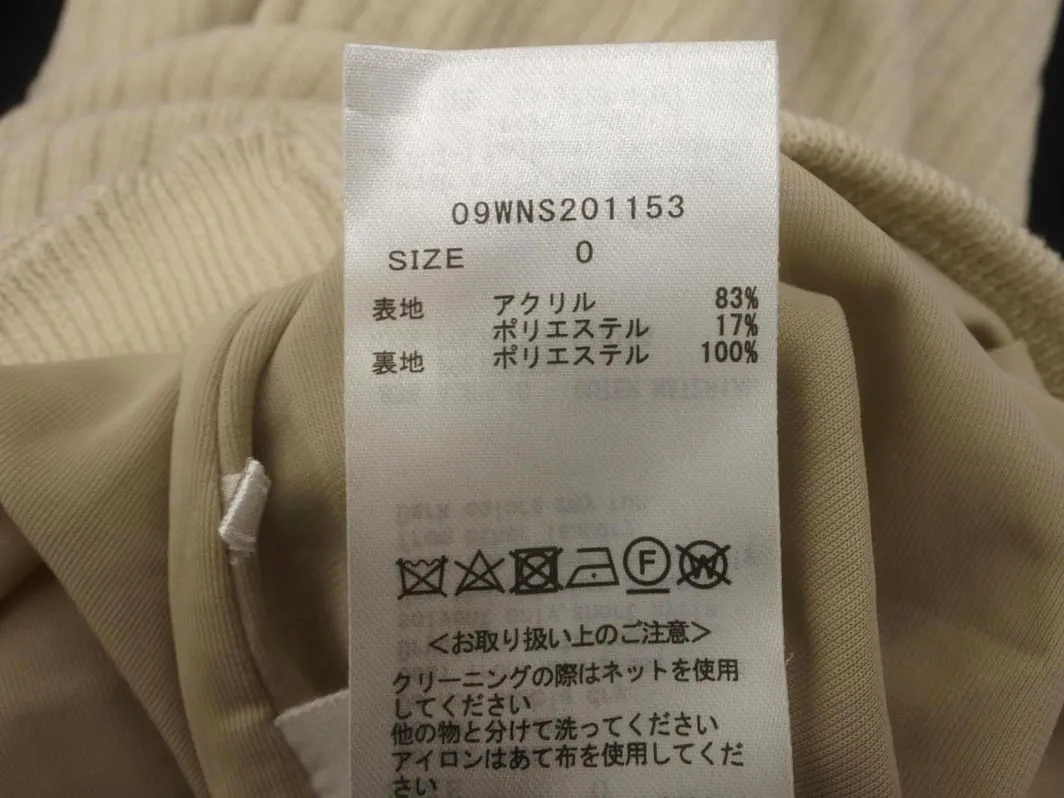 09WNS201153
SIZE 0
表地 アクリル 83%
ポリエステル 17%
裏地 ポリエステル 100%
F
W
<お取り扱い上のご注意>
クリーニングの際はネットを使用
してください
他の物と分けて洗ってください
アイロンはあて布を使用してくだ
さい